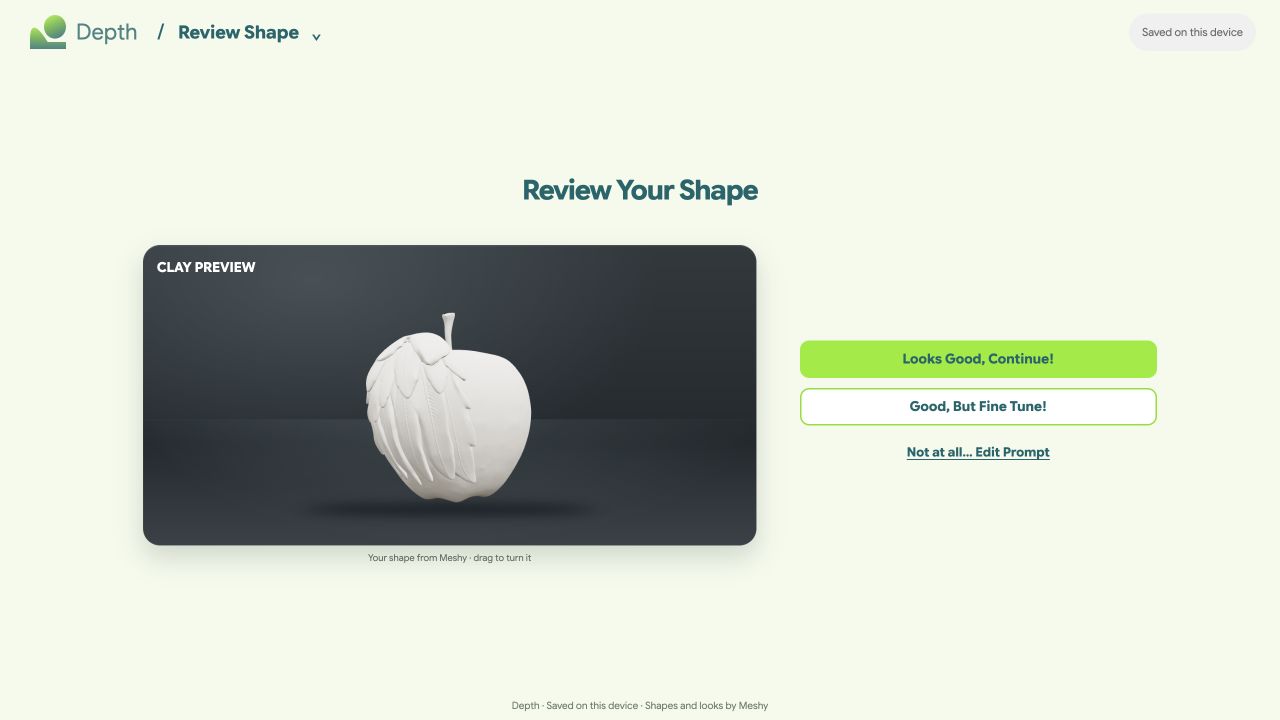 Depth / Review Shape
Saved on this device
Review Your Shape
CLAY PREVIEW
Looks Good, Continue!
Good, But Fine Tune!
Not at all... Edit Prompt
Your shape from Meshy · drag to turn it
Depth · Saved on this device · Shapes and looks by Meshy